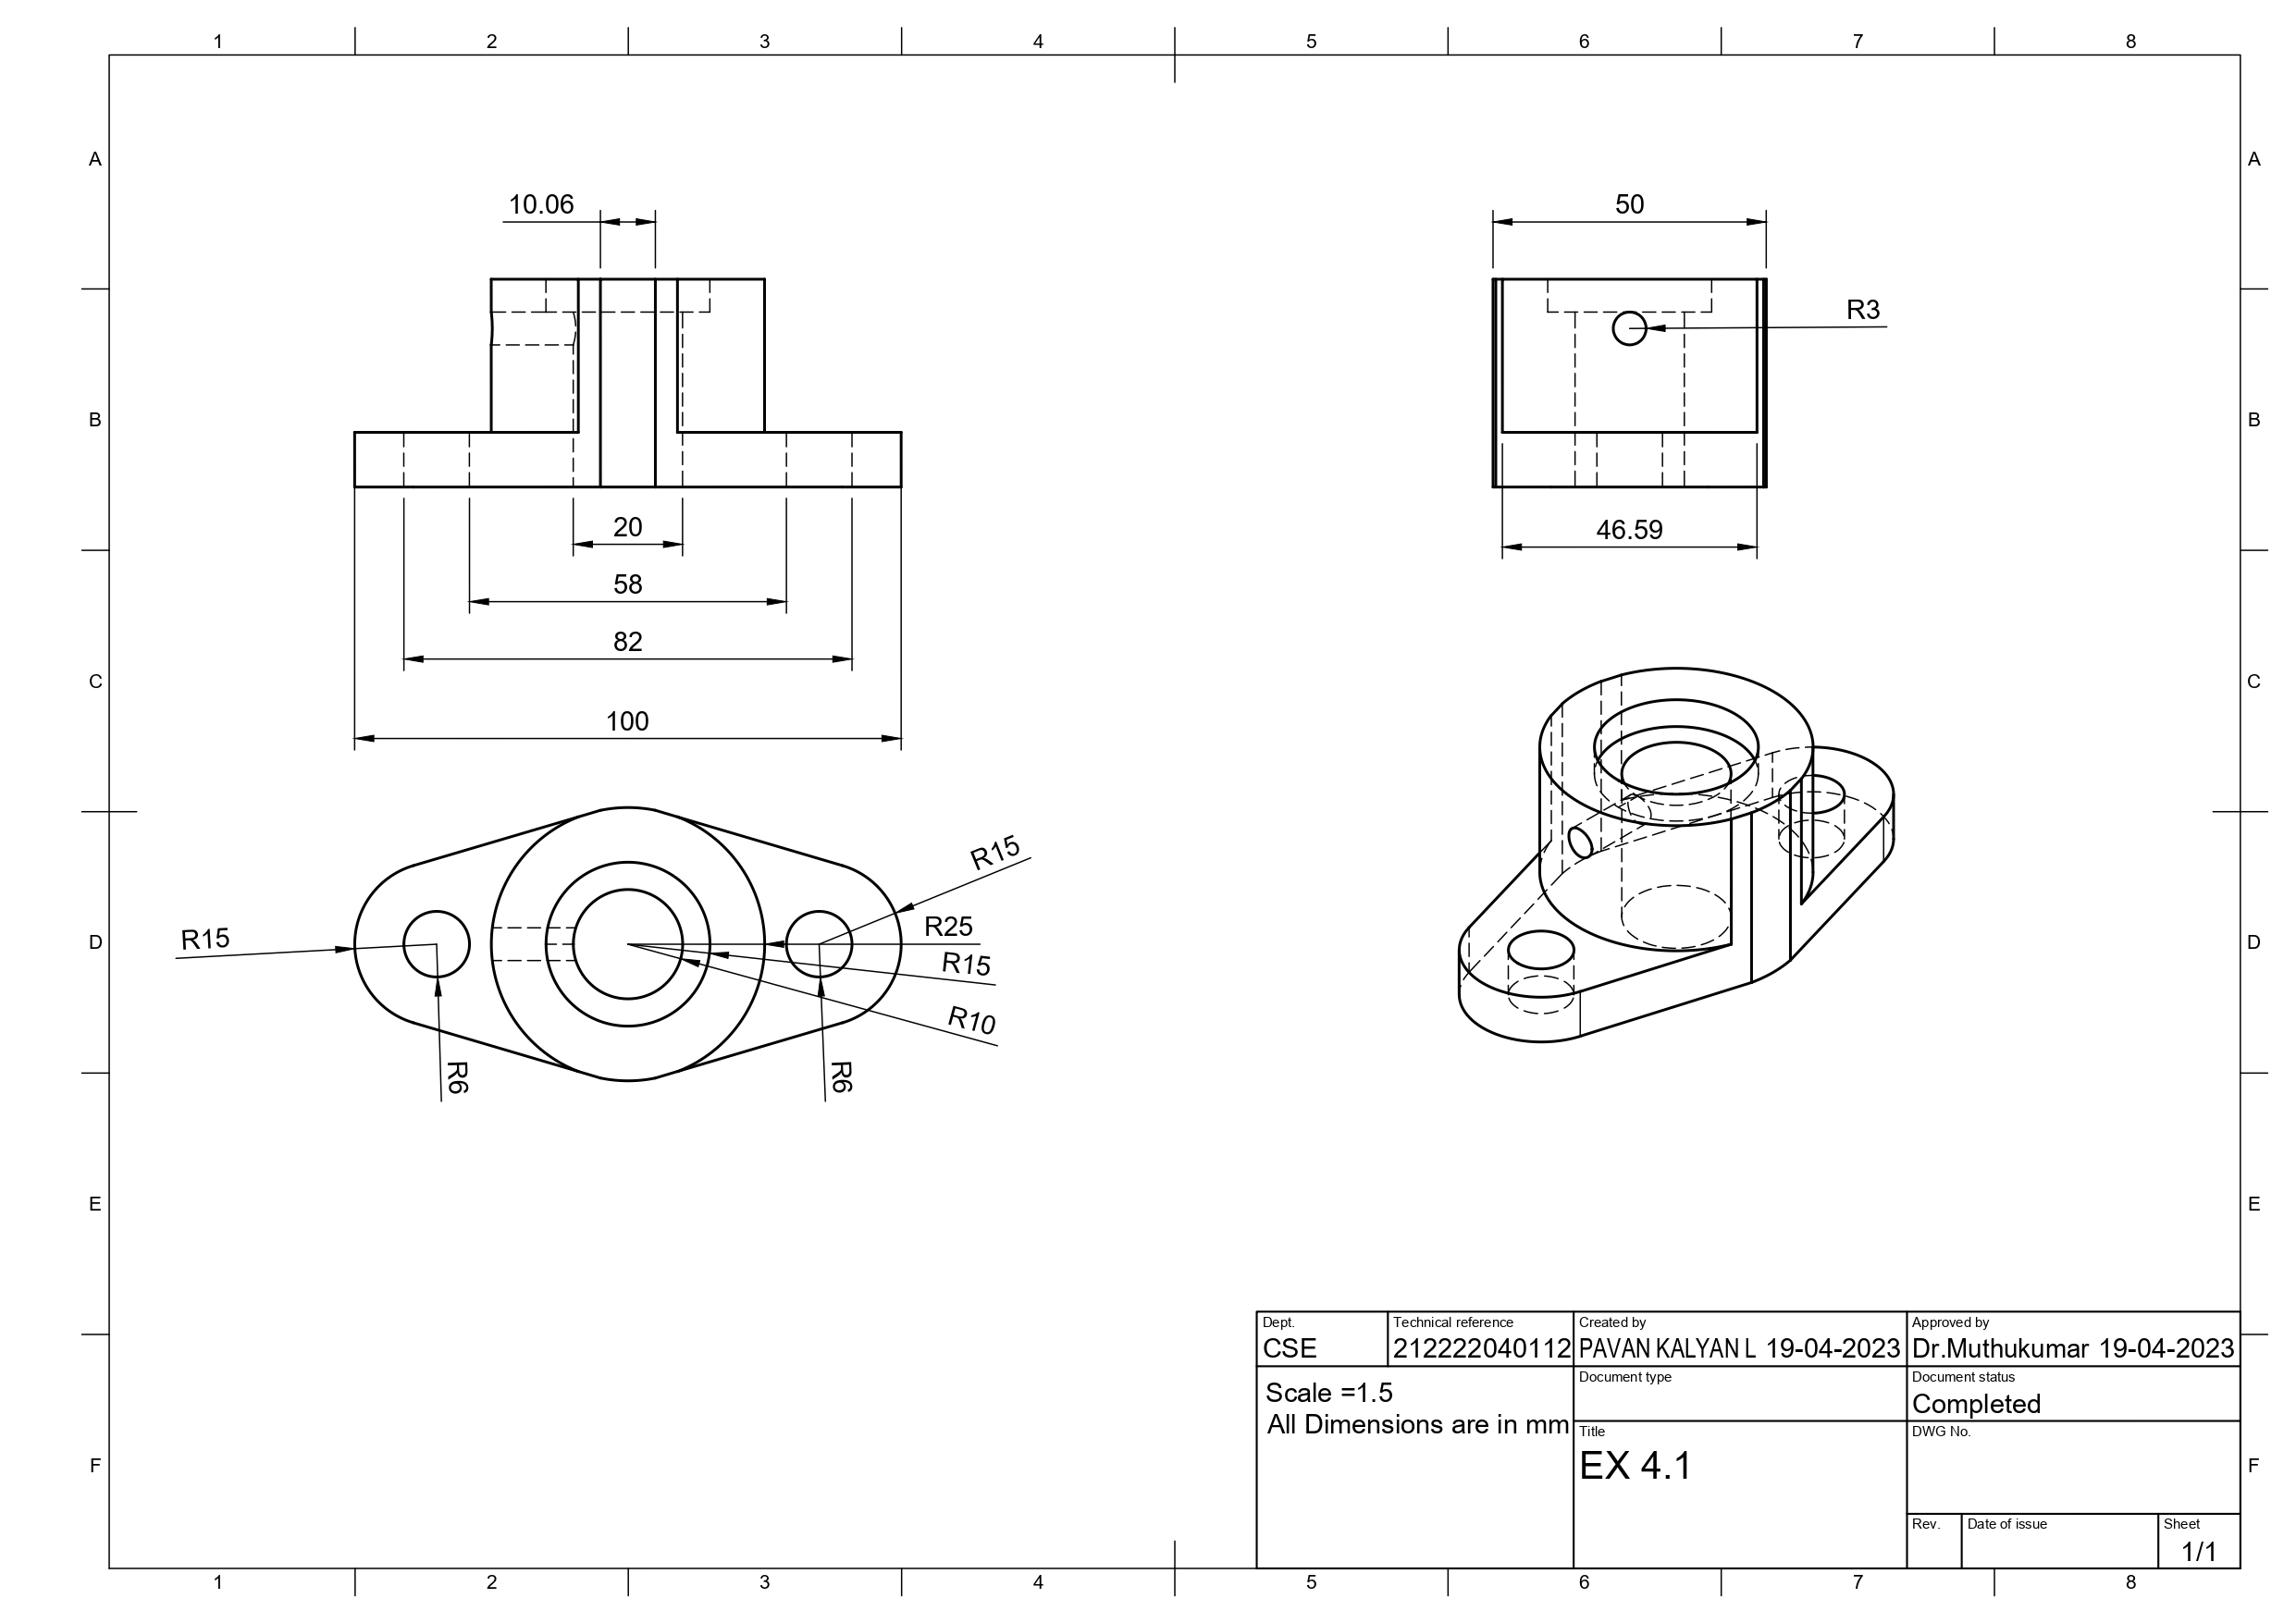 1 2 3 4 5 6 7 8
A A
10.06 50
R3
B B
20 46.59
58
82
C C
100
R15
R25
R15 D D
R15
R10
R6 R6
E E
Dept. Technical reference Created by Approved by
CSE 212222040112 PAVAN KALYAN L 19-04-2023 Dr.Muthukumar 19-04-2023
Document type Document status
Scale =1.5
Completed
All Dimensions are in mm
Title DWG No.
EX 4.1
F F
Rev. Date of issue Sheet
1/1
1 2 3 4 5 6 7 8